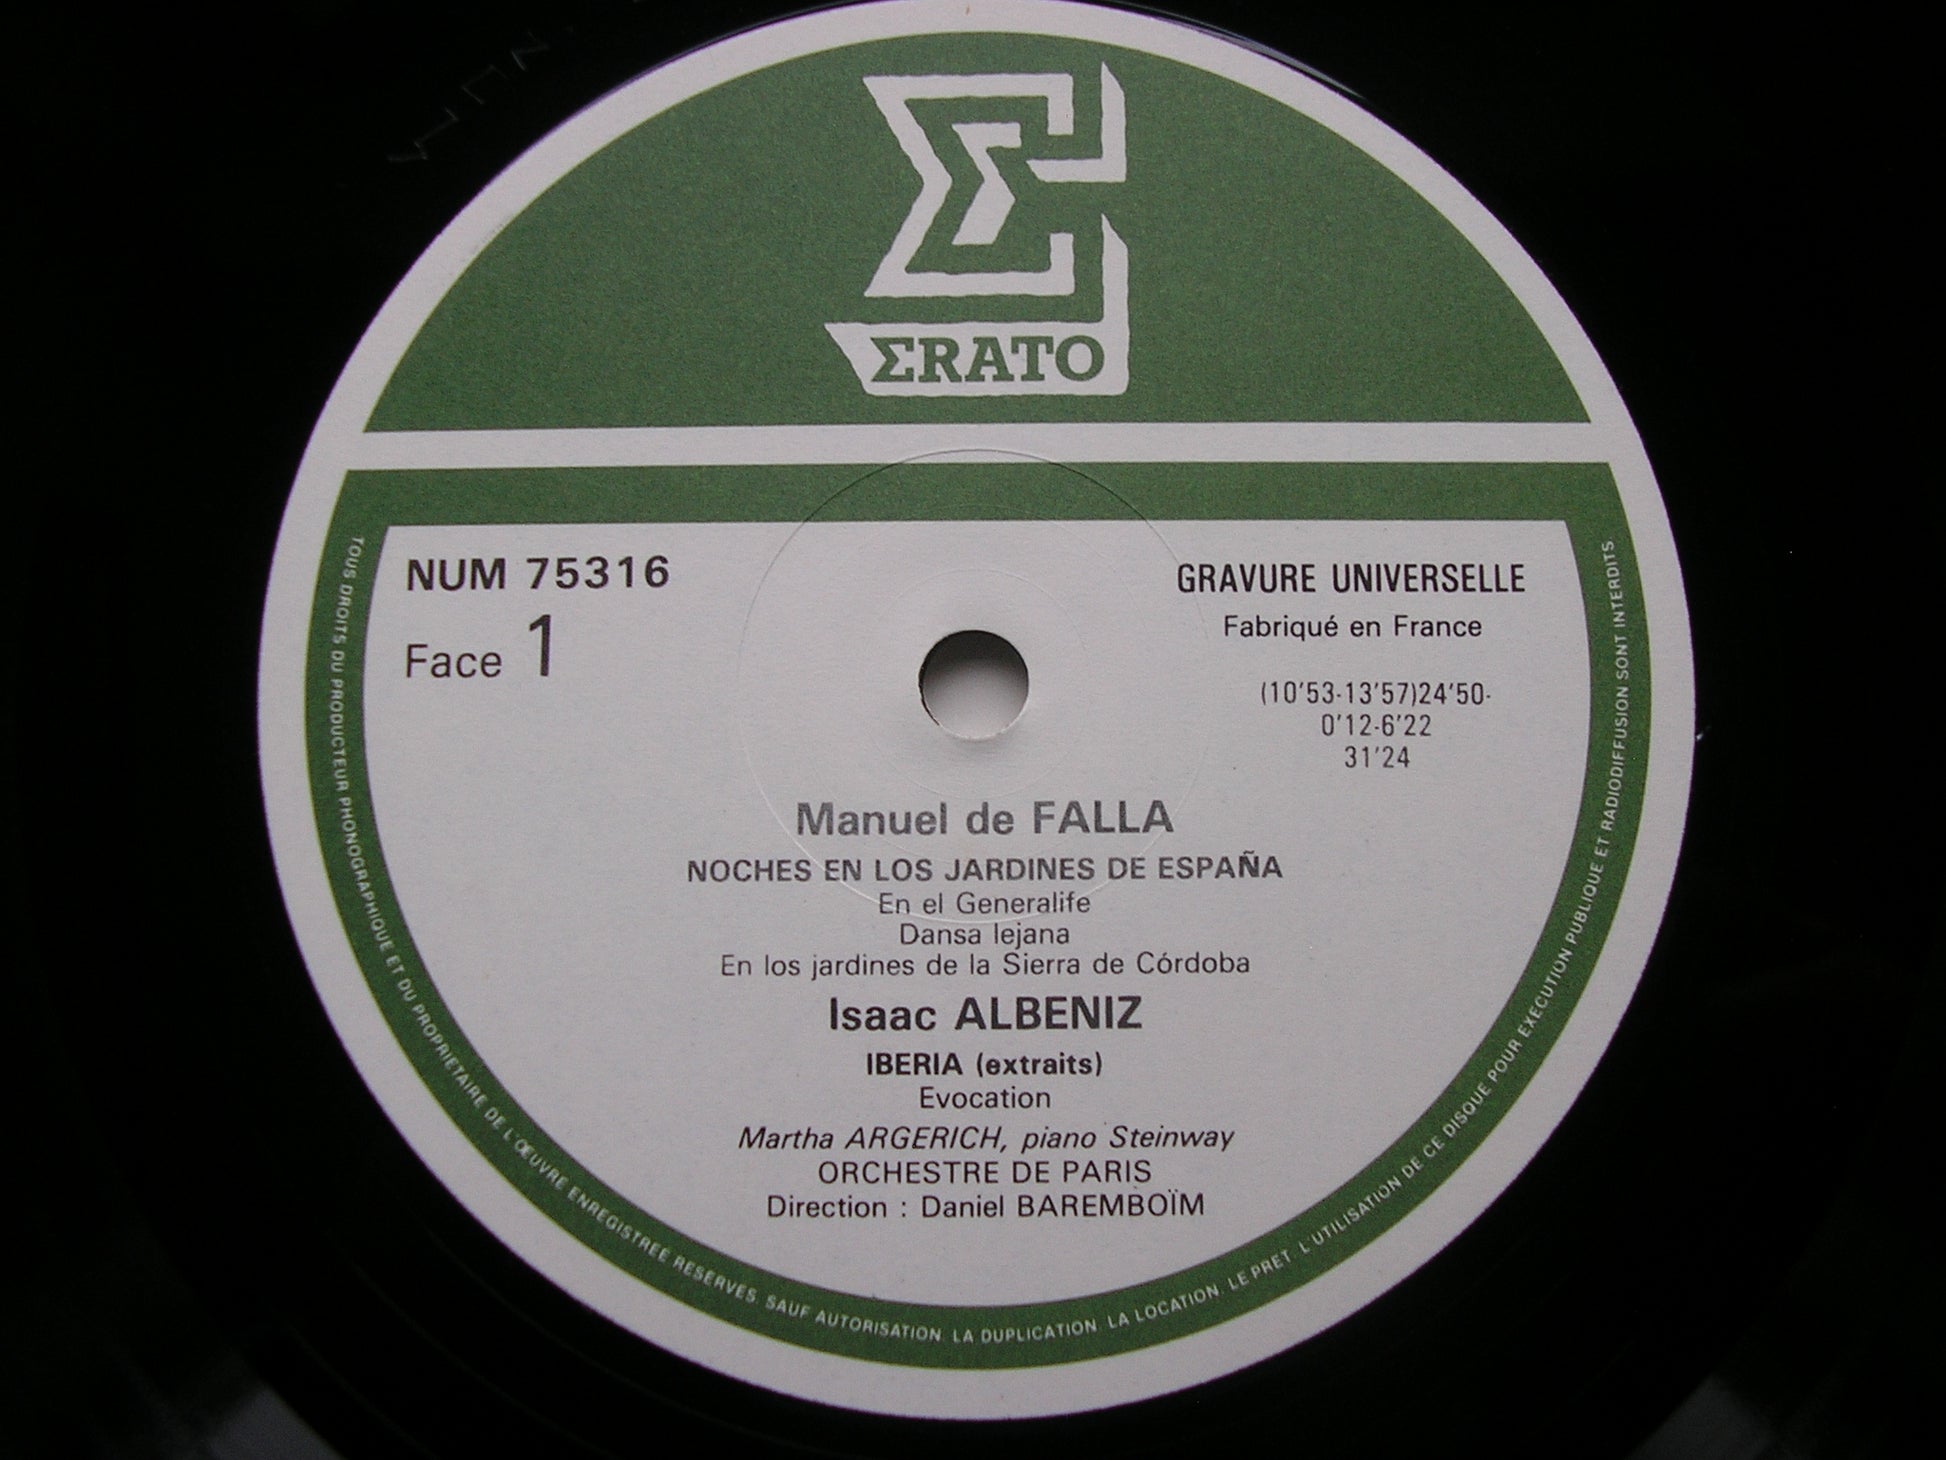 ΣRATO
NUM 75316
Face 1
GRAVURE UNIVERSELLE
Fabriqué en France
(10'53-13'57)24'50-
0'12-6'22
31'24
Manuel de FALLA
NOCHES EN LOS JARDINES DE ESPAÑA
En el Generalife
Dansa lejana
En los jardines de la Sierra de Córdoba
Isaac ALBENIZ
IBERIA (extraits)
Evocation
Martha ARGERICH, piano Steinway
ORCHESTRE DE PARIS
Direction : Daniel BAREMBOÏM
TOUS DROITS DU PRODUCTEUR PHONOGRAPHIQUE ET DU PROPRIETAIRE DE L'ŒUVRE ENREGISTREE RESERVES. SAUF AUTORISATION. LA DUPLICATION. LA LOCATION. LE PRET. L'UTILISATION DE CE DISQUE POUR EXECUTION PUBLIQUE ET RADIODIFFUSION SONT INTERDITS